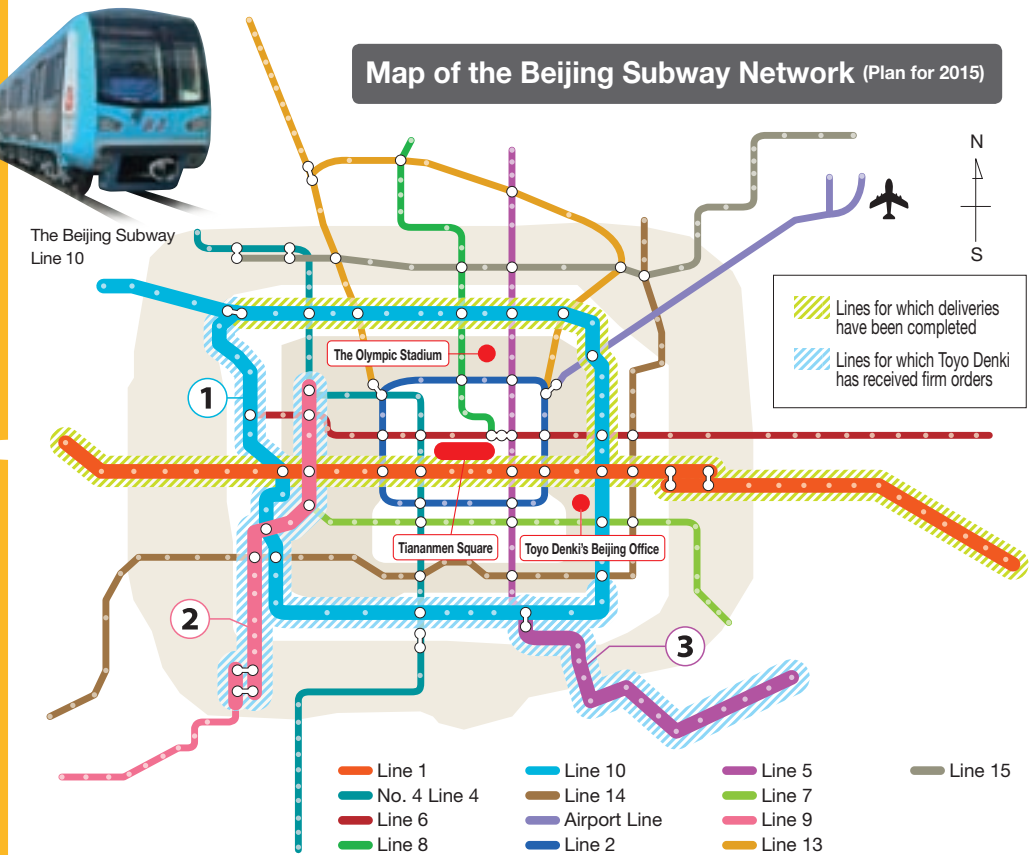 Map of the Beijing Subway Network (Plan for 2015)
The Beijing Subway
Line 10
N
S
Lines for which deliveries
have been completed
Lines for which Toyo Denki
has received firm orders
The Olympic Stadium
1
Tiananmen Square
Toyo Denki's Beijing Office
2
3
Line 1
Line 10
Line 5
Line 15
No. 4 Line 4
Line 14
Line 7
Line 6
Airport Line
Line 9
Line 8
Line 2
Line 13